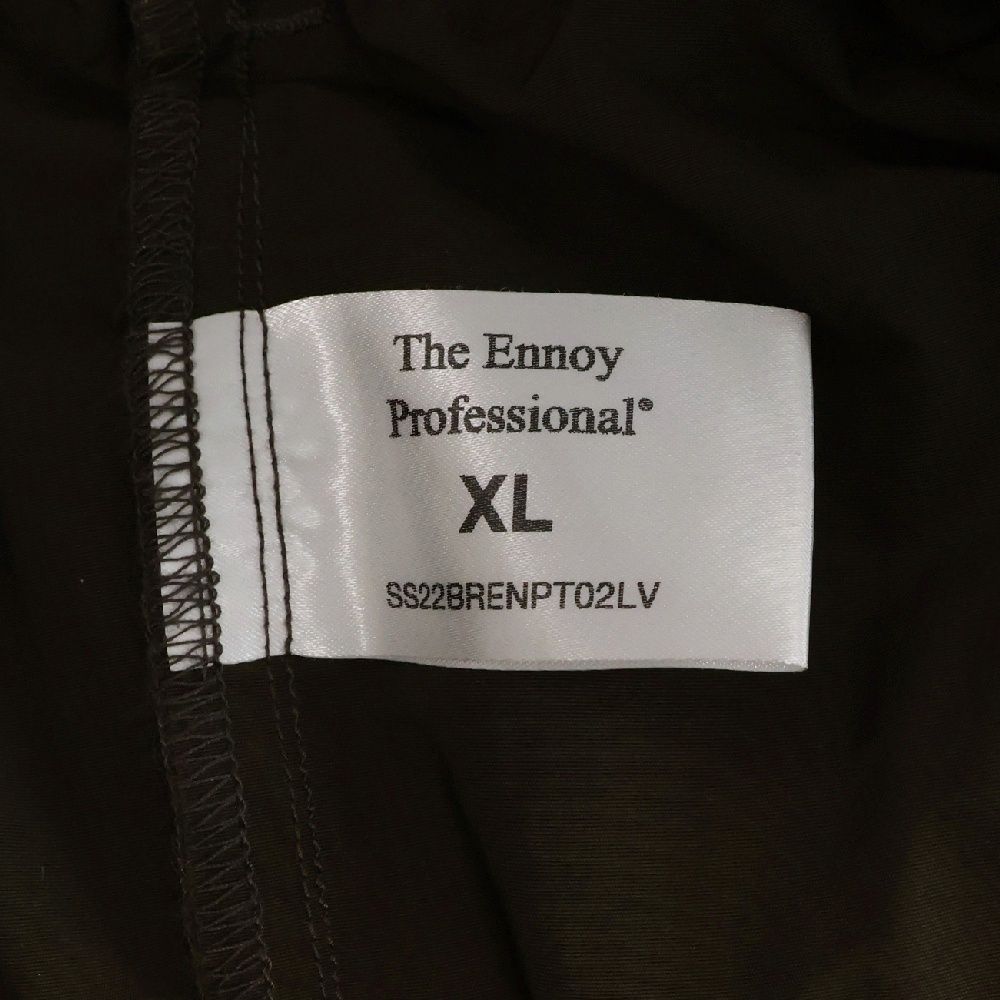 The Ennoy
Professional®
XL
SS22BRENPT02LV